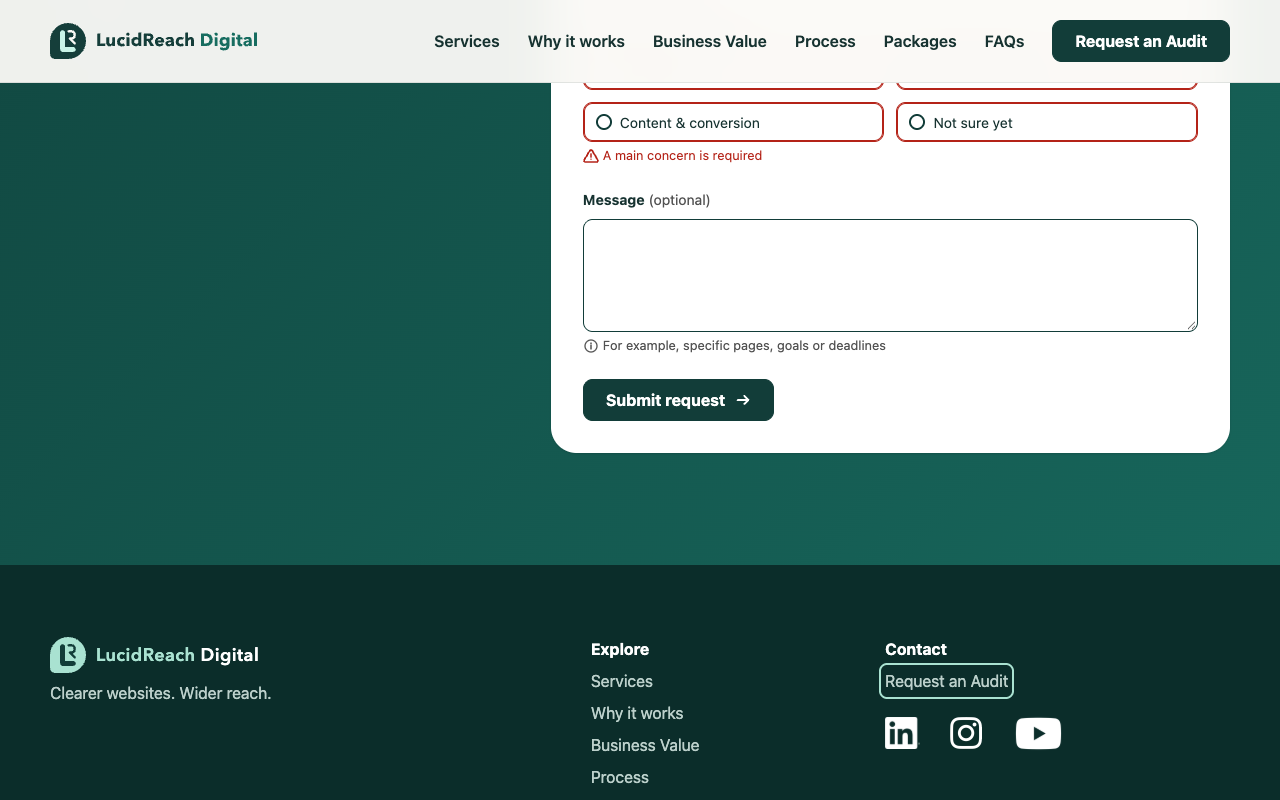 LucidReach Digital
Services
Why it works
Business Value
Process
Packages
FAQs
Request an Audit
Content & conversion
Not sure yet
A main concern is required
Message (optional)
For example, specific pages, goals or deadlines
Submit request →
LucidReach Digital
Clearer websites. Wider reach.
Explore
Services
Why it works
Business Value
Process
Contact
Request an Audit
in